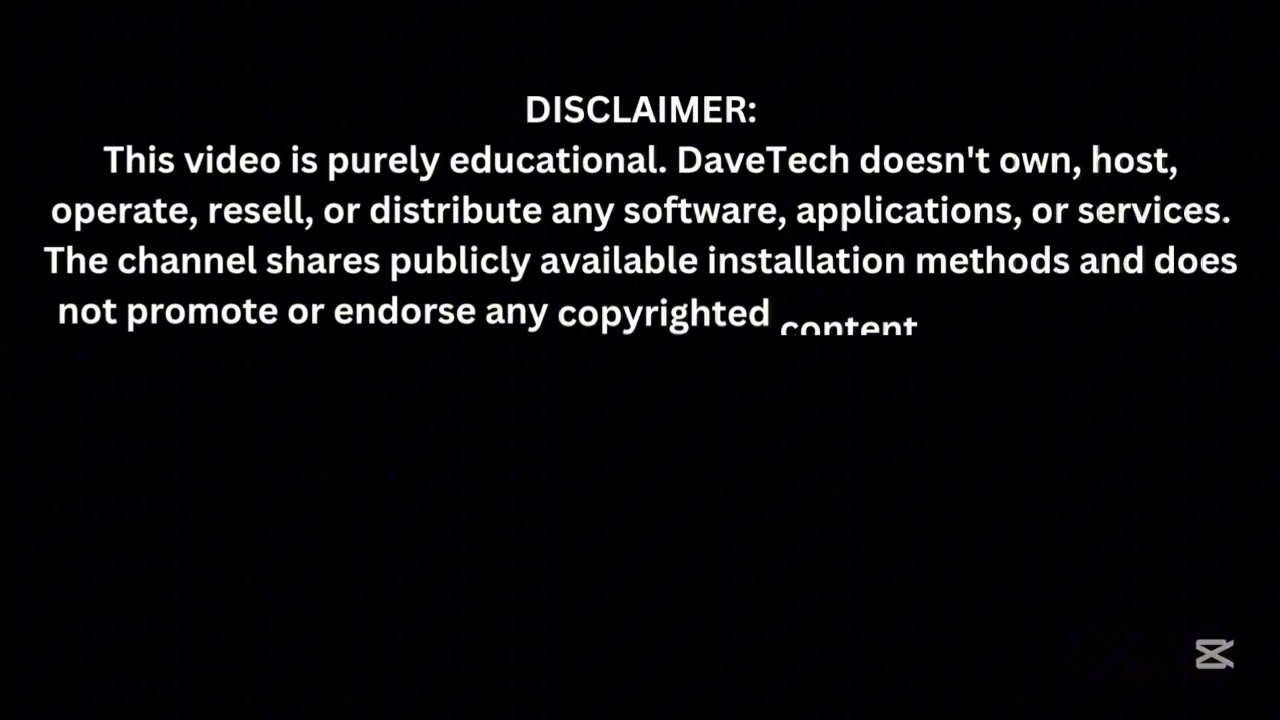 DISCLAIMER:
This video is purely educational. DaveTech doesn't own, host,
operate, resell, or distribute any software, applications, or services.
The channel shares publicly available installation methods and does
not promote or endorse any copyrighted content